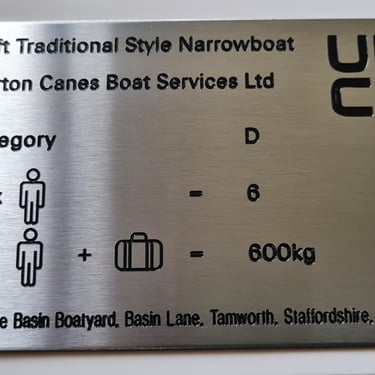 ft Traditional Style Narrowboat
rton Canes Boat Services Ltd
U
C
egory D
= 6
+ = 600kg
e Basin Boatyard, Basin Lane, Tamworth, Staffordshire,